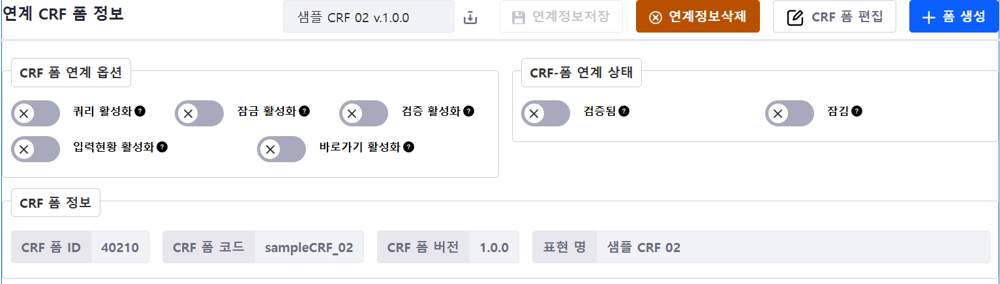 연계 CRF 폼 정보 샘플 CRF 02 v.1.0.0 연계정보저장 연계정보삭제 CRF 폼 편집 폼 생성
CRF 폼 연계 옵션
쿼리 활성화 ? 잠금 활성화 ? 검증 활성화 ?
입력현황 활성화 ? 바로가기 활성화 ?
CRF-폼 연계 상태
검증됨 ? 잠김 ?
CRF 폼 정보
CRF 폼 ID 40210 CRF 폼 코드 sampleCRF_02 CRF 폼 버전 1.0.0 표현 명 샘플 CRF 02